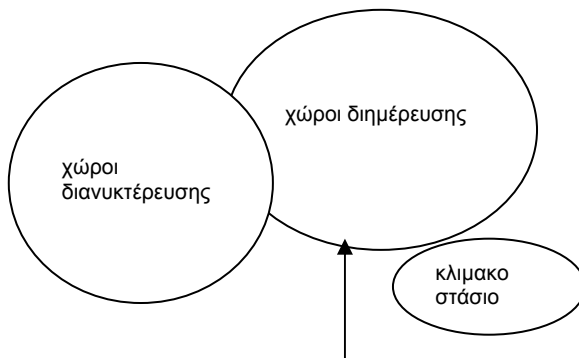 χώροι διημέρευσης
χώροι
διανυκτέρευσης
κλιμακο
στάσιο